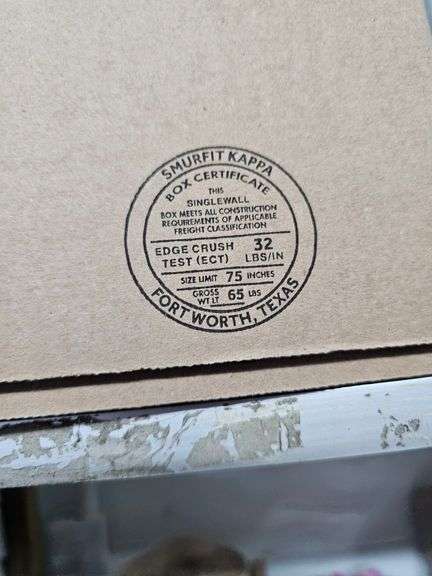 SMURFIT KAPPA
BOX CERTIFICATE
THIS
SINGLEWALL
BOX MEETS ALL CONSTRUCTION
REQUIREMENTS OF APPLICABLE
FREIGHT CLASSIFICATION
EDGE CRUSH TEST (ECT) 32 LBS/IN
SIZE LIMIT 75 INCHES
GROSS WT LT 65 LBS
FORT WORTH, TEXAS